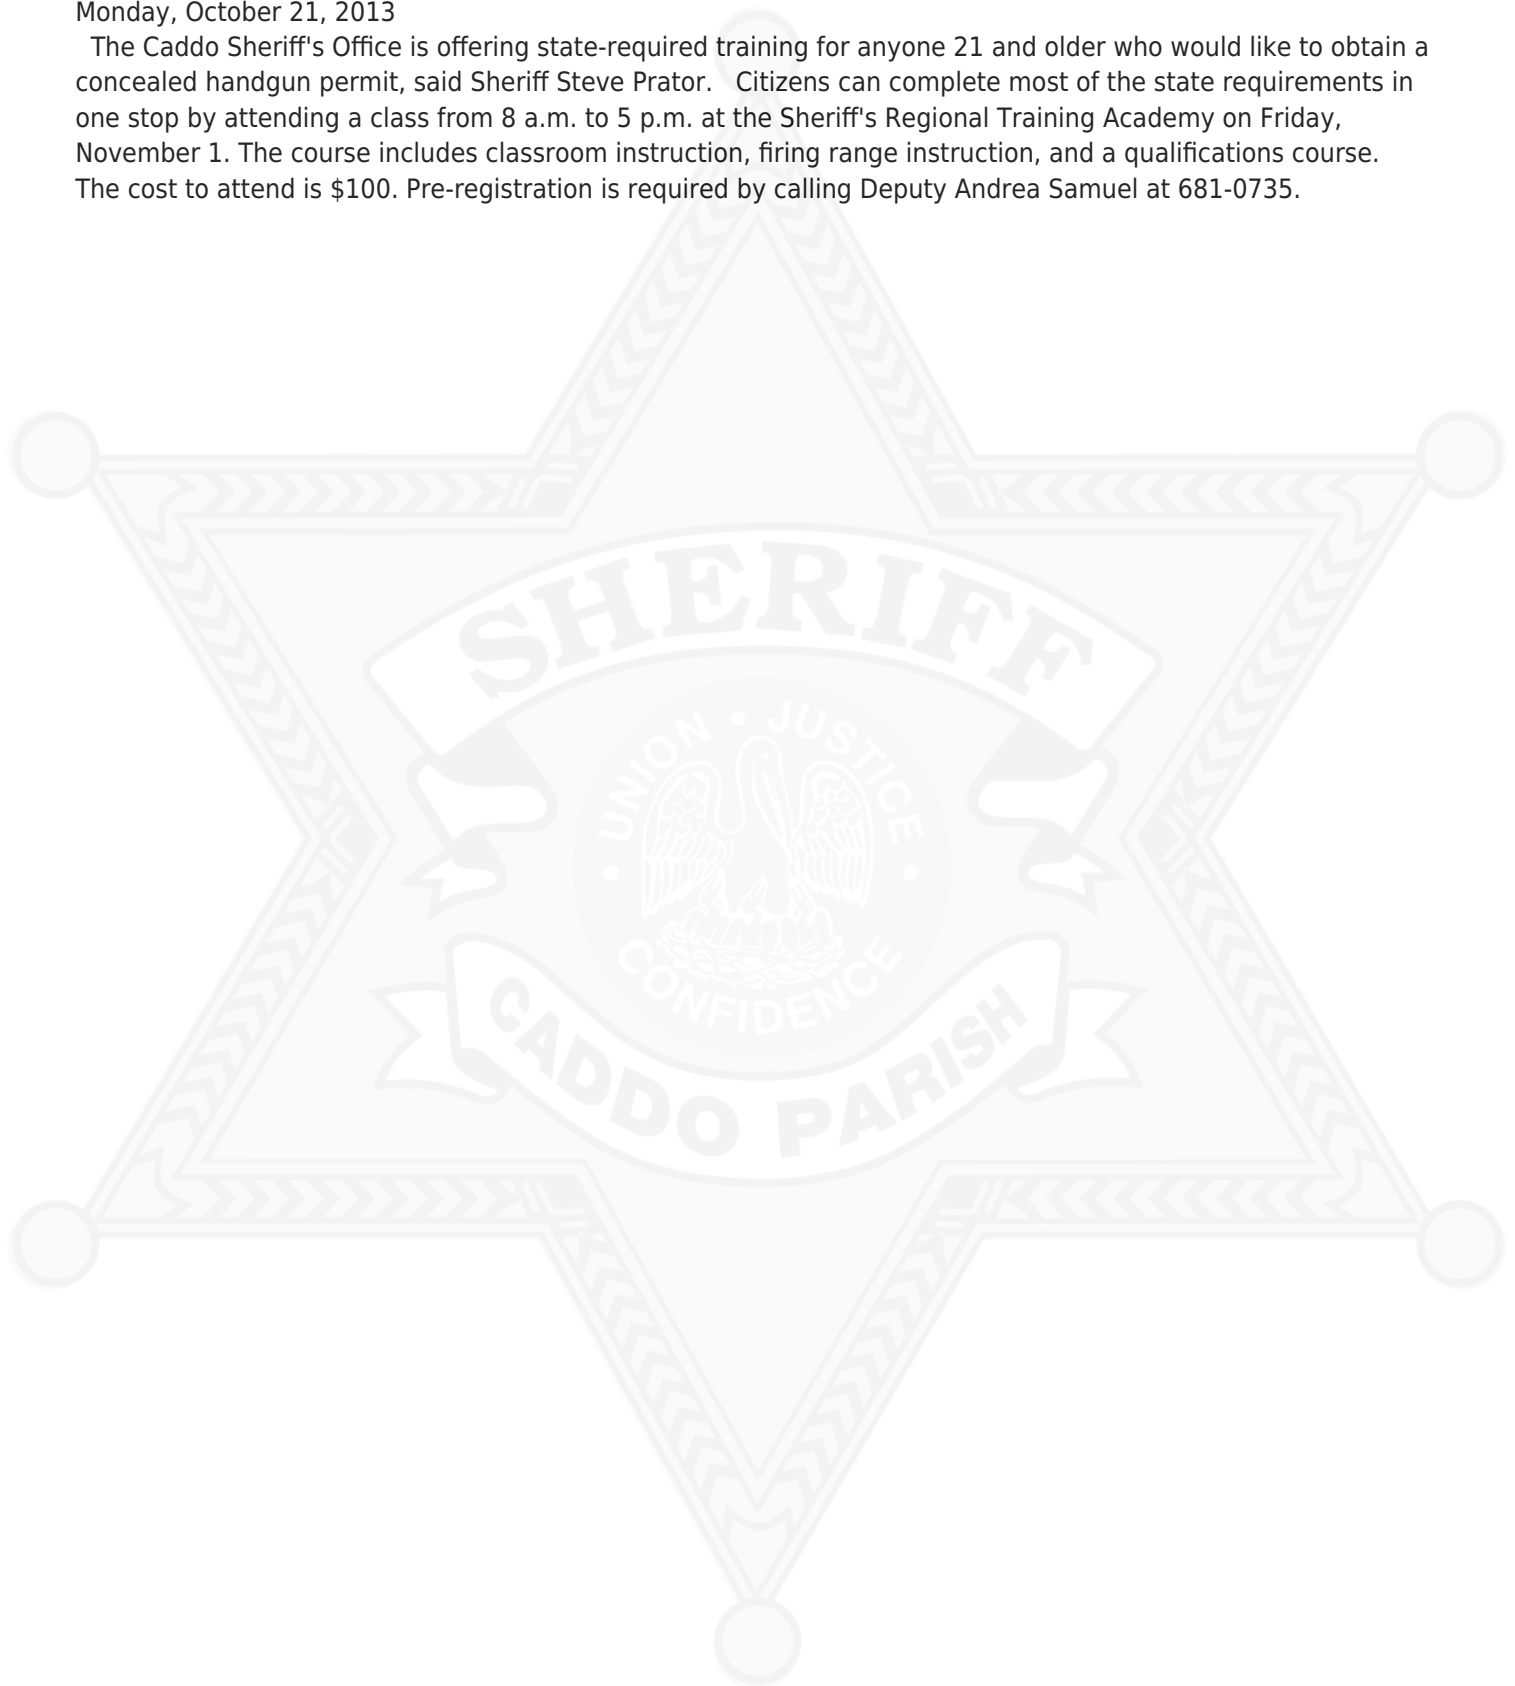 Monday, October 21, 2013
The Caddo Sheriff's Office is offering state-required training for anyone 21 and older who would like to obtain a
concealed handgun permit, said Sheriff Steve Prator.   Citizens can complete most of the state requirements in
one stop by attending a class from 8 a.m. to 5 p.m. at the Sheriff's Regional Training Academy on Friday,
November 1. The course includes classroom instruction, firing range instruction, and a qualifications course.
The cost to attend is $100. Pre-registration is required by calling Deputy Andrea Samuel at 681-0735.
SHERIFF
UNION • JUSTICE
• CONFIDENCE •
CADDO PARISH